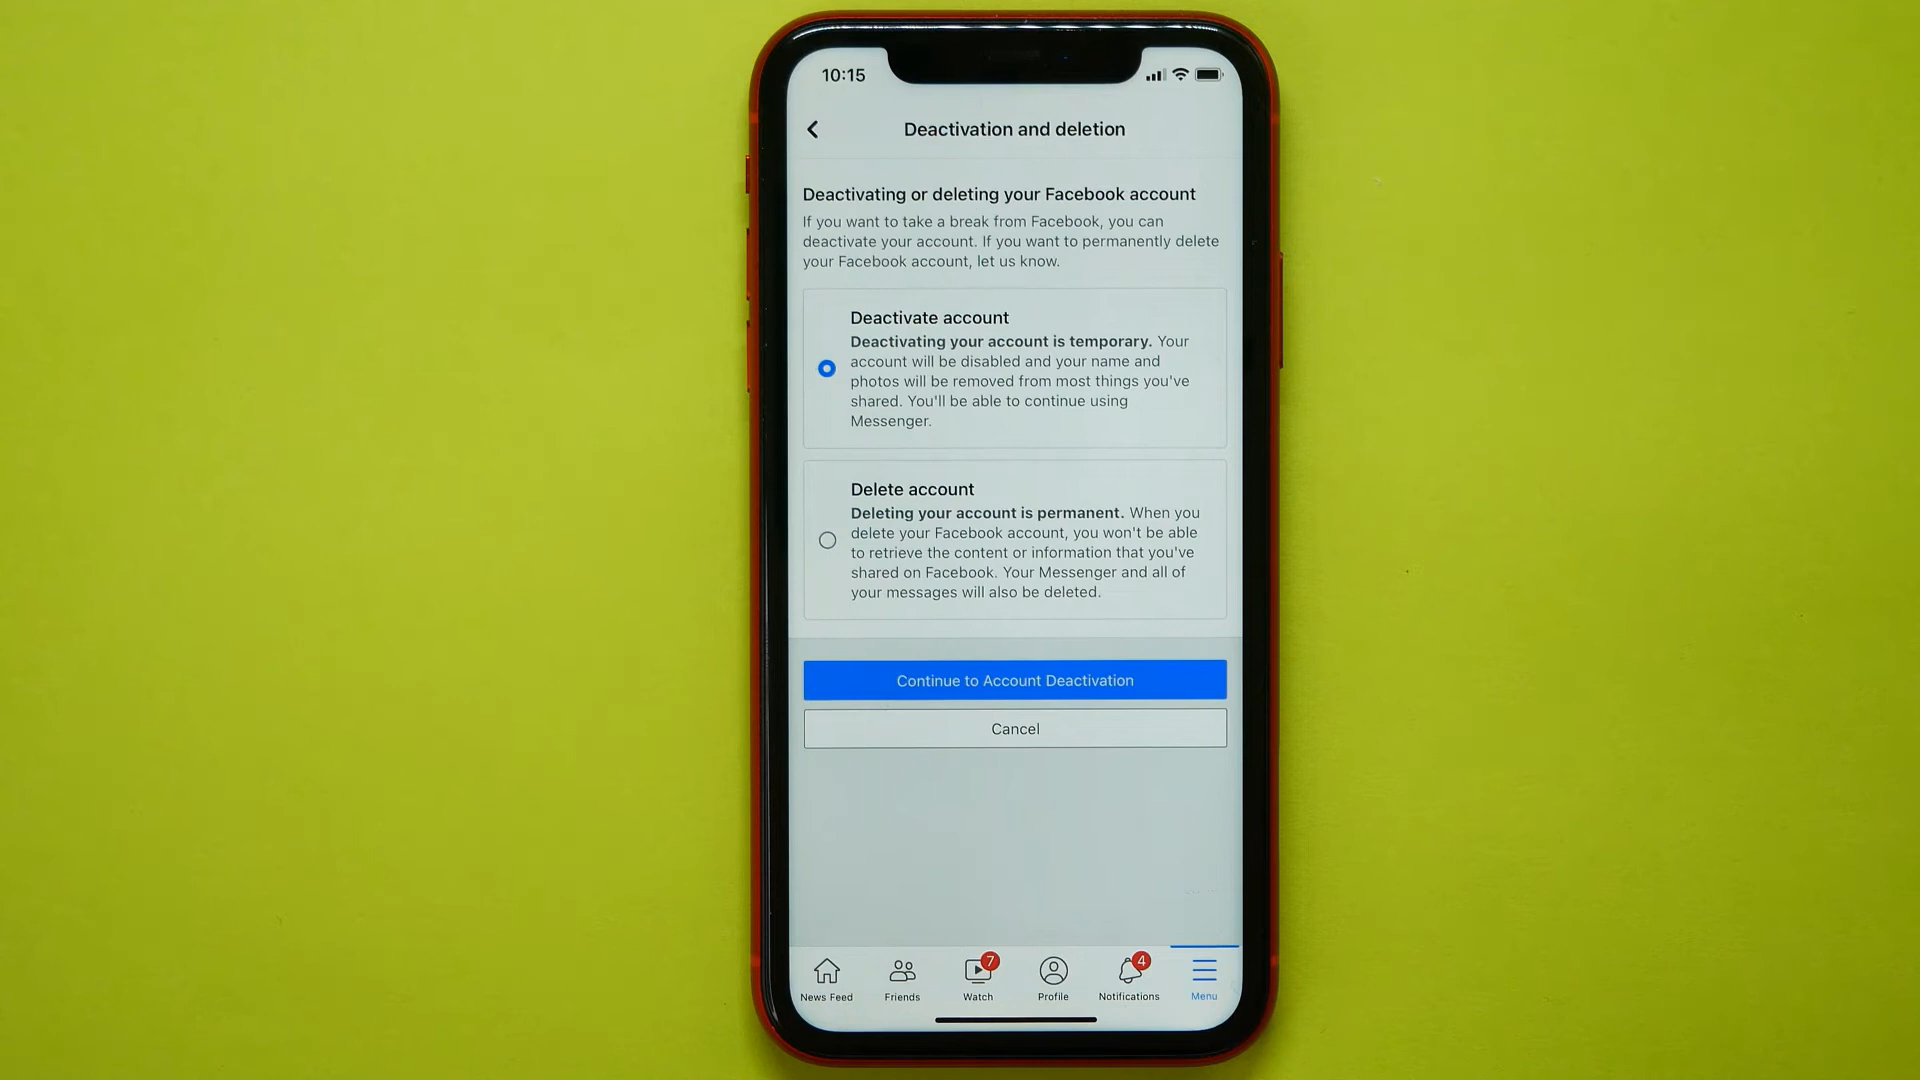 10:15
Deactivation and deletion
Deactivating or deleting your Facebook account
If you want to take a break from Facebook, you can
deactivate your account. If you want to permanently delete
your Facebook account, let us know.
Deactivate account
Deactivating your account is temporary. Your
account will be disabled and your name and
photos will be removed from most things you've
shared. You'll be able to continue using
Messenger.
Delete account
Deleting your account is permanent. When you
delete your Facebook account, you won't be able
to retrieve the content or information that you've
shared on Facebook. Your Messenger and all of
your messages will also be deleted.
Continue to Account Deactivation
Cancel
7 4
News Feed Friends Watch Profile Notifications Menu